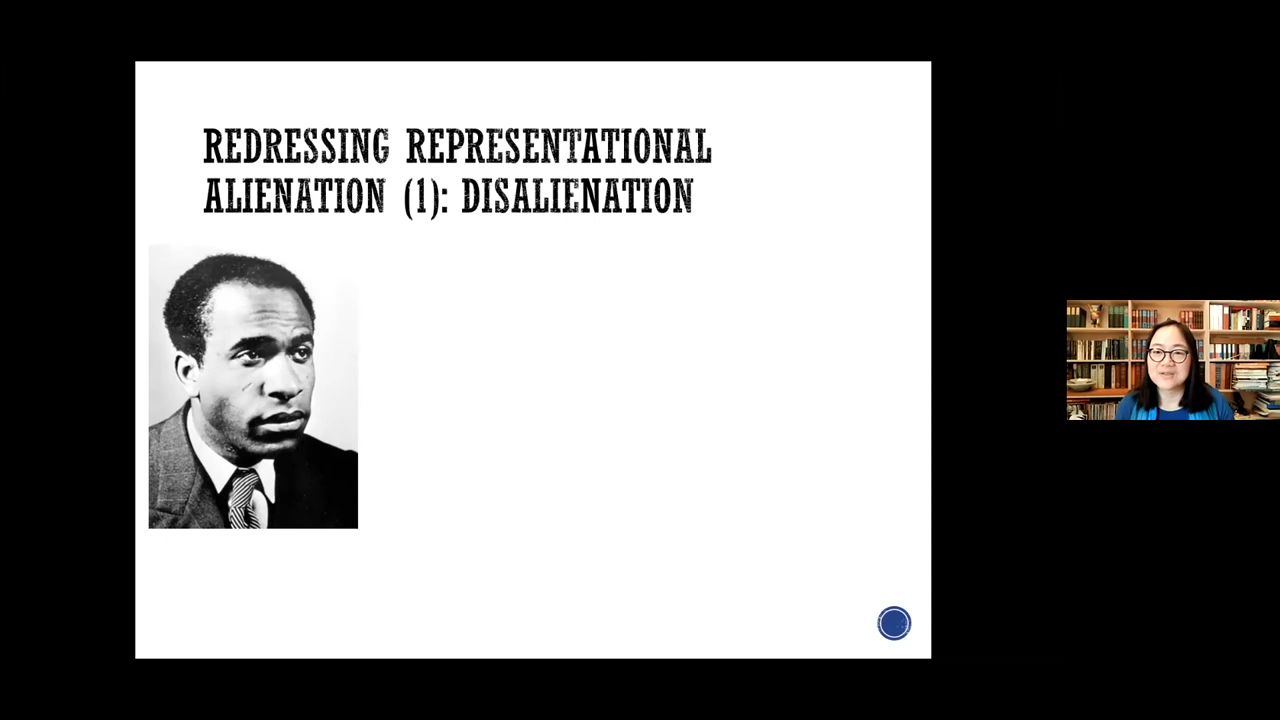 REDRESSING REPRESENTATIONAL
ALIENATION (1): DISALIENATION